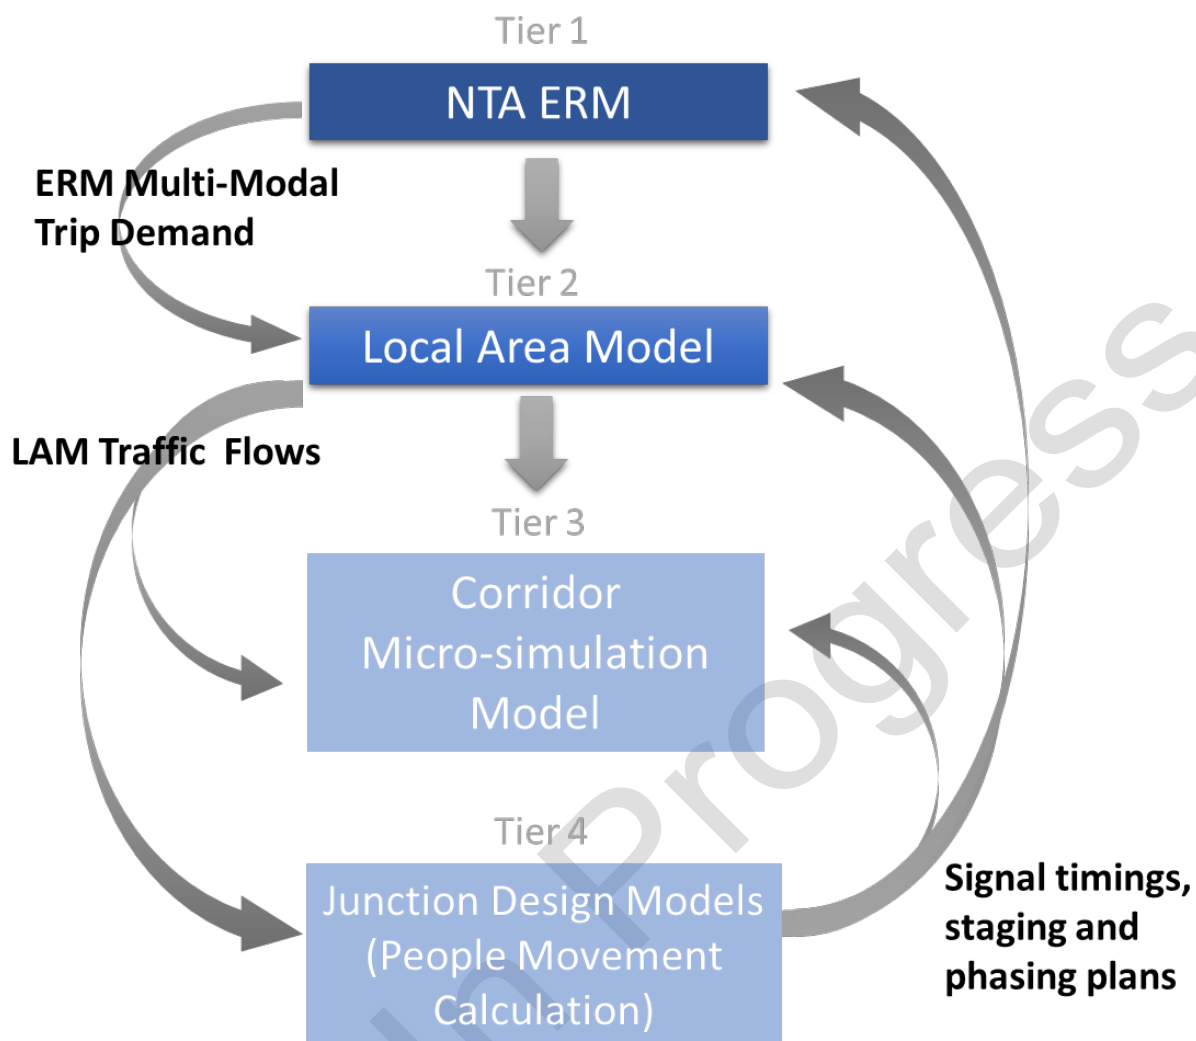 Tier 1
NTA ERM
ERM Multi-Modal
Trip Demand
Tier 2
Local Area Model
LAM Traffic Flows
Tier 3
Corridor
Micro-simulation
Model
Tier 4
Junction Design Models
(People Movement
Calculation)
Signal timings,
staging and
phasing plans
In Progress